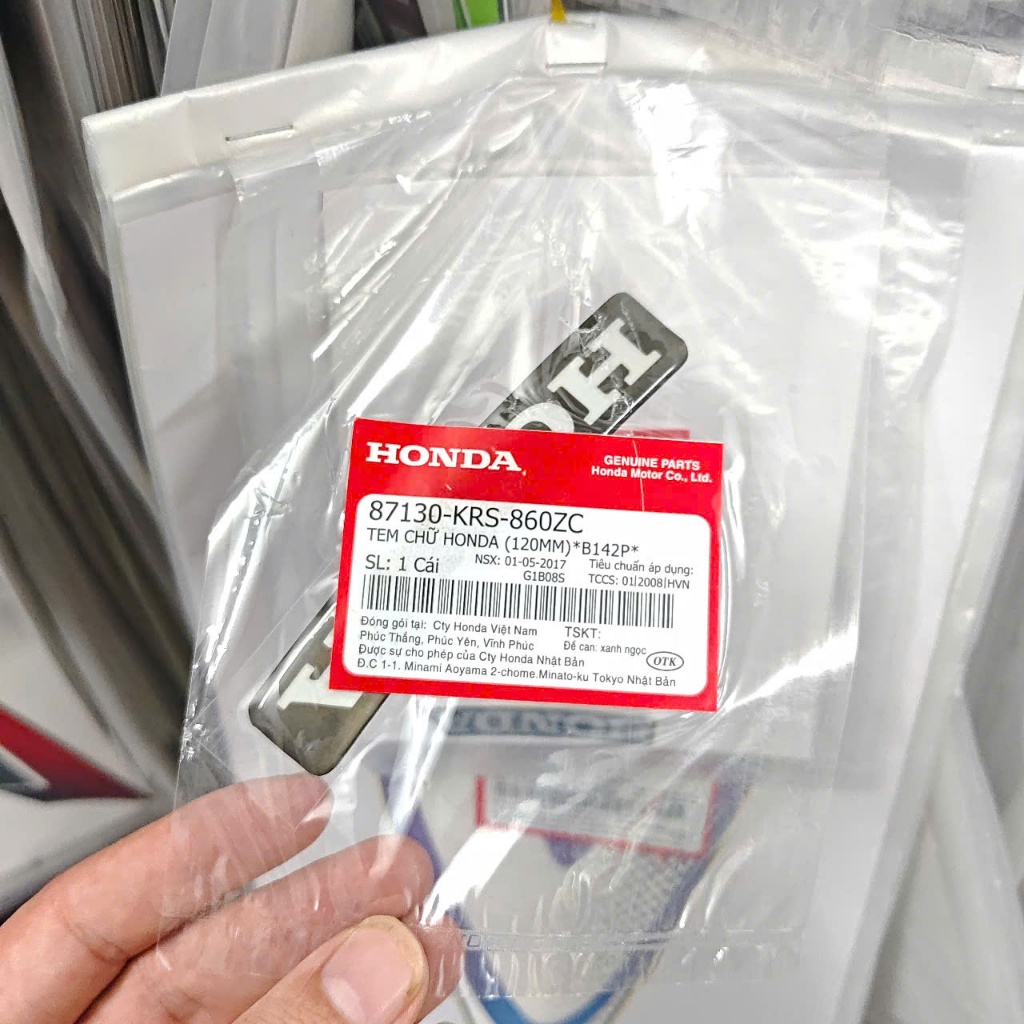 HONDA
GENUINE PARTS
Honda Motor Co., Ltd.
87130-KRS-860ZC
TEM CHỮ HONDA (120MM)*B142P*
SL: 1 Cái
NSX: 01-05-2017
G1B08S
Tiêu chuẩn áp dụng:
TCCS: 01|2008|HVN
Đóng gói tại: Cty Honda Việt Nam
Phúc Thắng, Phúc Yên, Vĩnh Phúc
TSKT:
Đề can: xanh ngọc
Được sự cho phép của Cty Honda Nhật Bản
OTK
Đ.C 1-1. Minami Aoyama 2-chome.Minato-ku Tokyo Nhật Bản